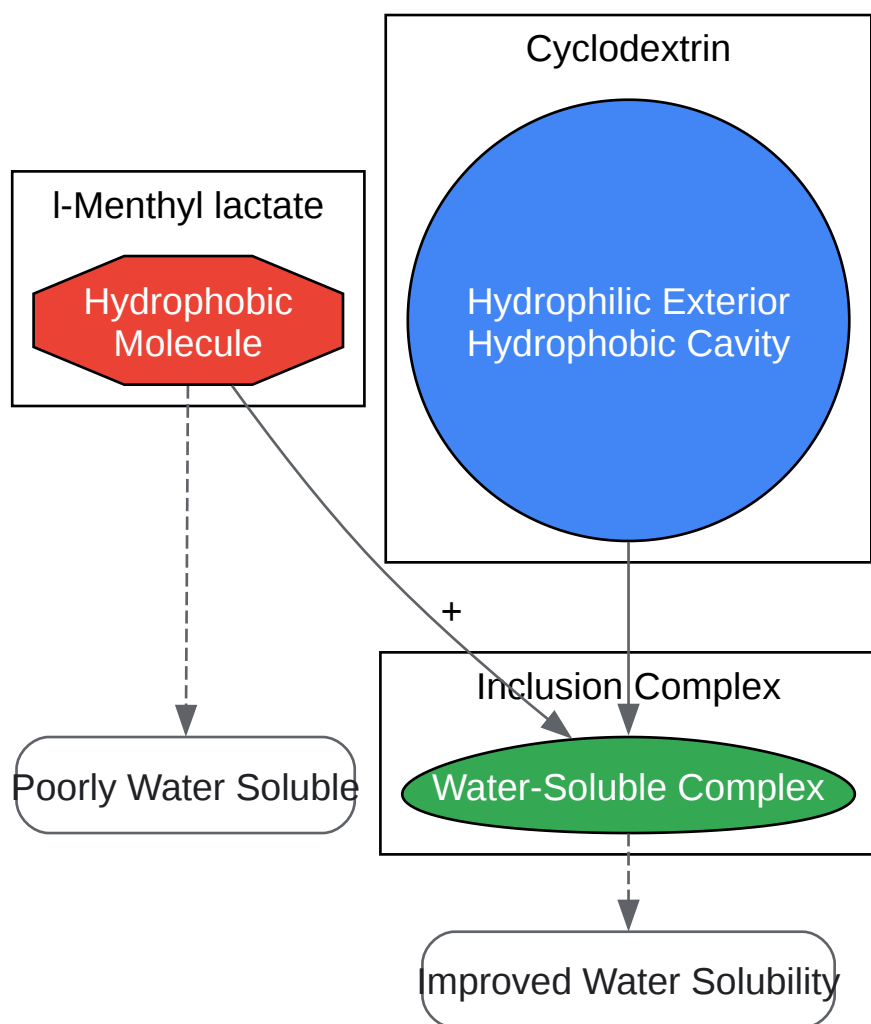 Cyclodextrin
l-Menthyl lactate
Hydrophobic
Molecule
Hydrophilic Exterior
Hydrophobic Cavity
+
Inclusion Complex
Poorly Water Soluble
Water-Soluble Complex
Improved Water Solubility